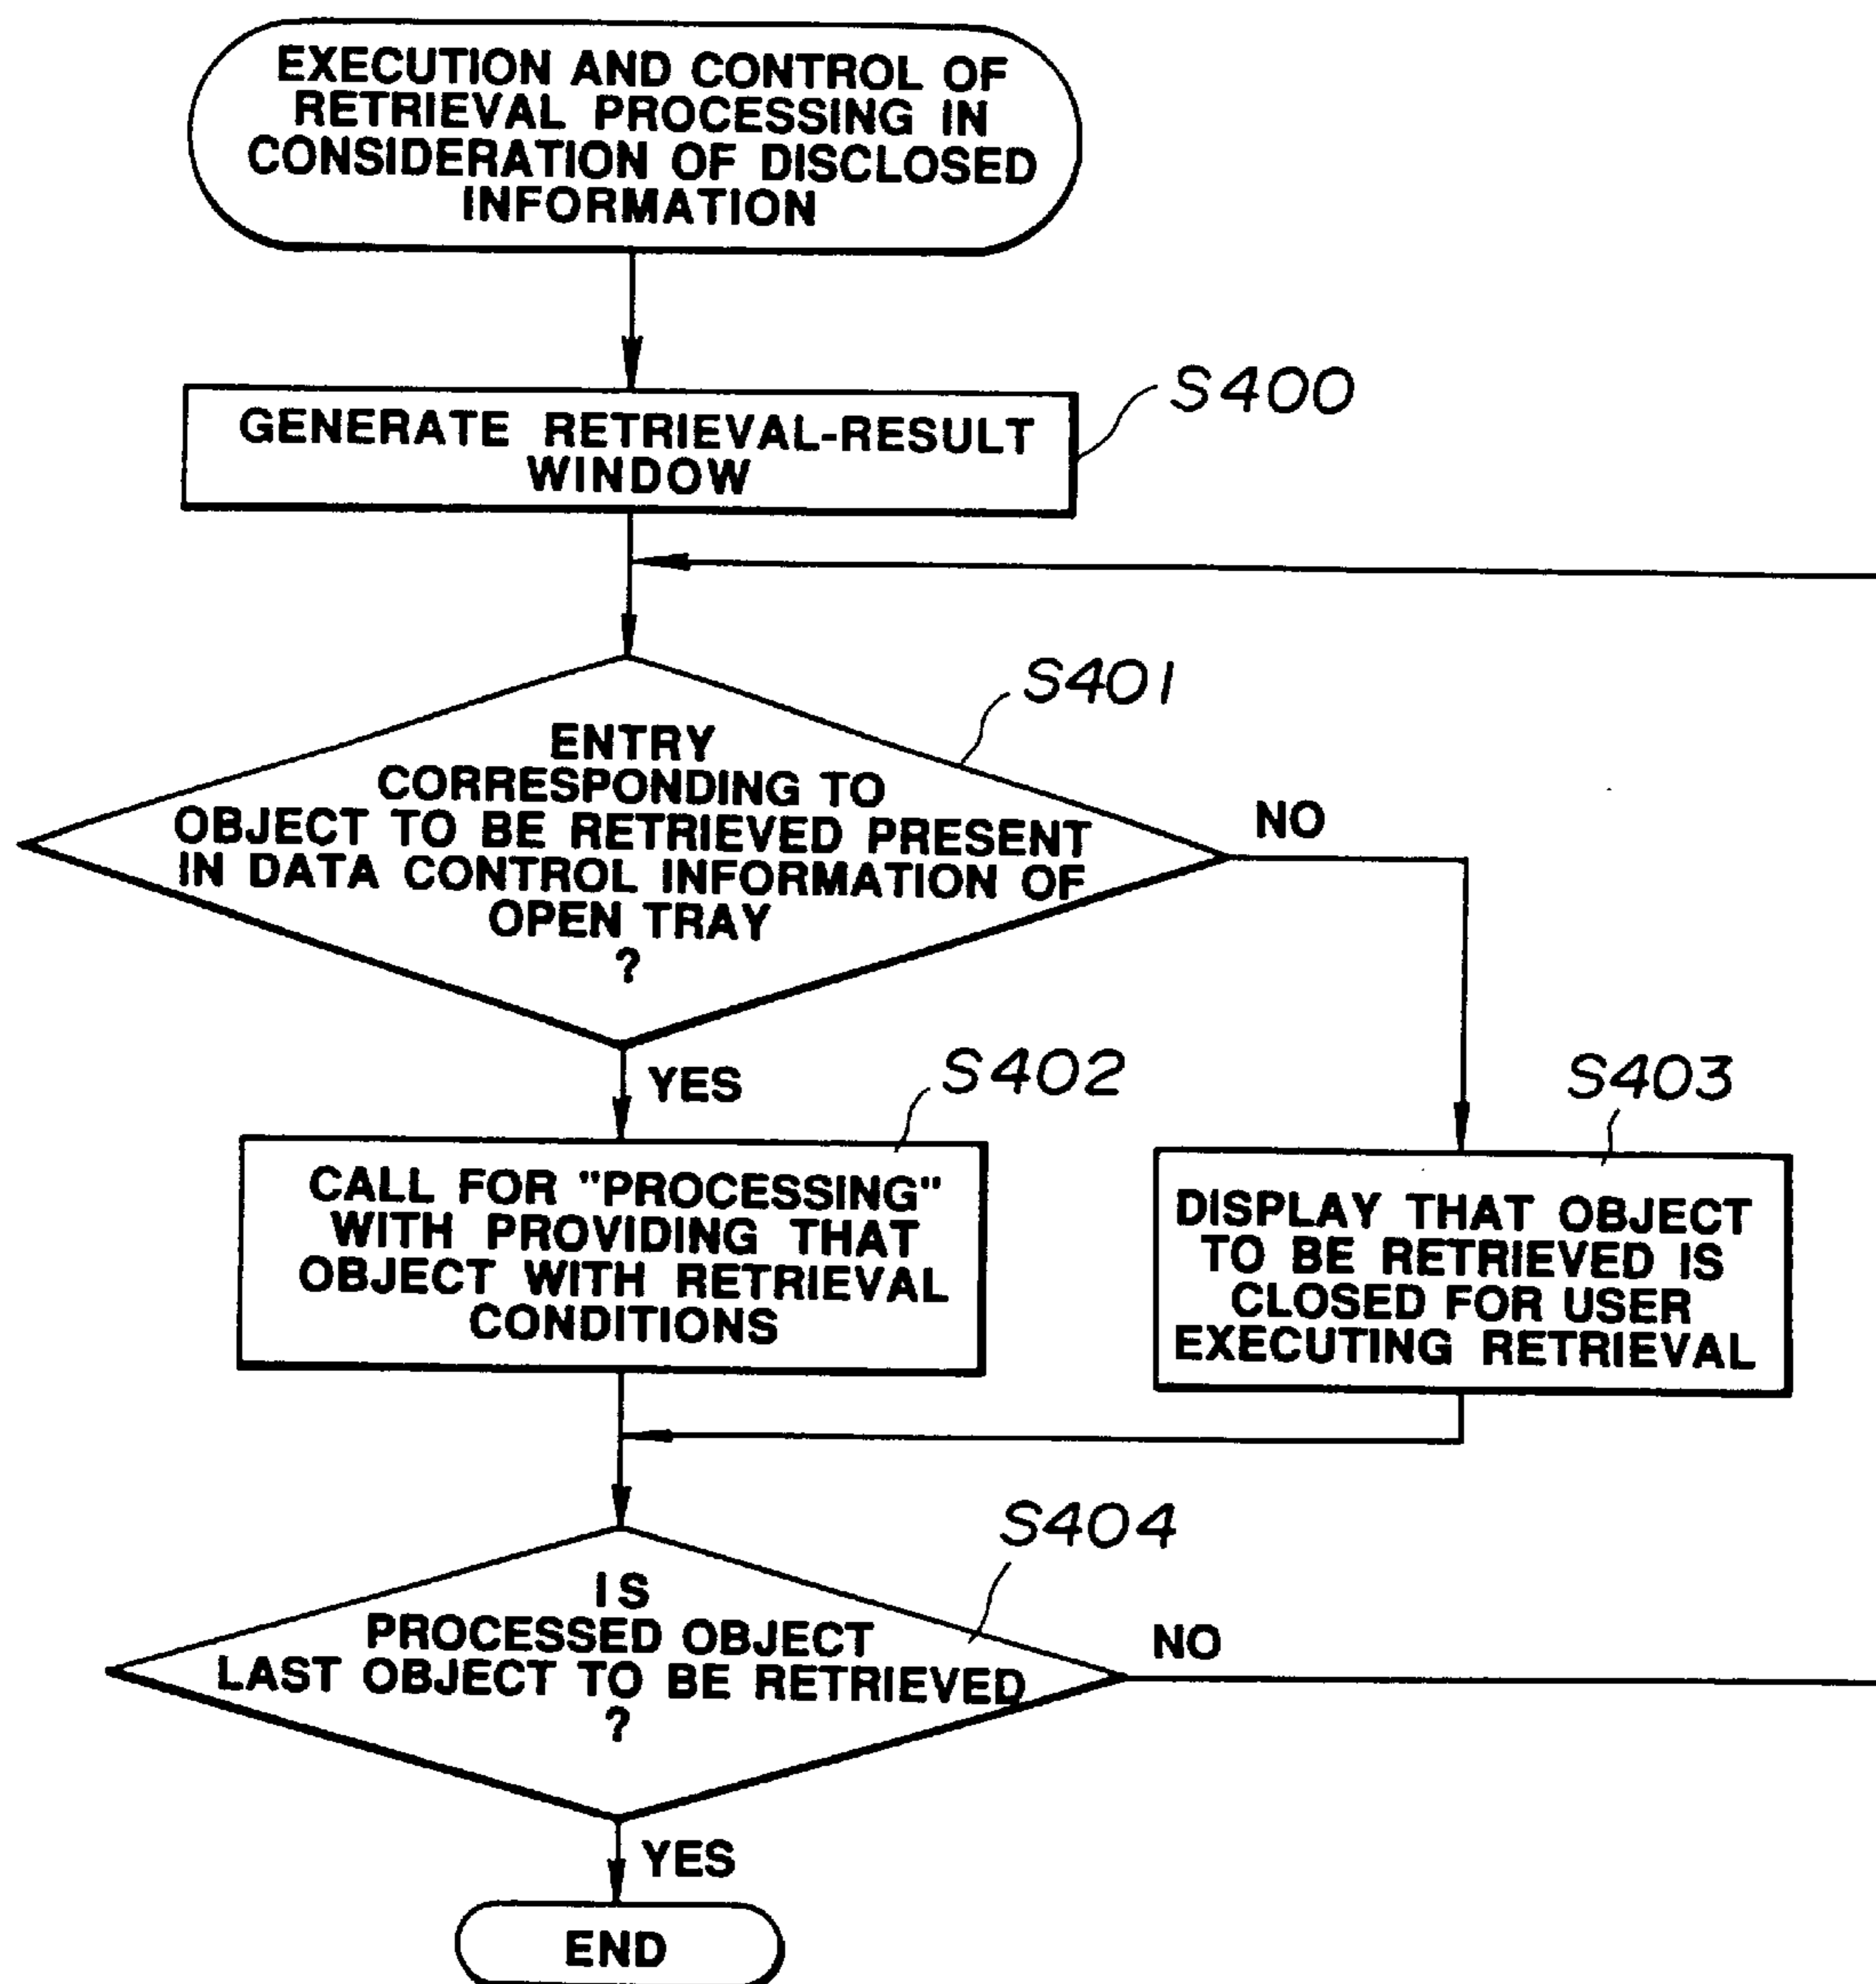 EXECUTION AND CONTROL OF
RETRIEVAL PROCESSING IN
CONSIDERATION OF DISCLOSED
INFORMATION
S400
GENERATE RETRIEVAL-RESULT
WINDOW
S401
ENTRY
CORRESPONDING TO
OBJECT TO BE RETRIEVED PRESENT
IN DATA CONTROL INFORMATION OF
OPEN TRAY
?
NO
YES
S402
CALL FOR "PROCESSING"
WITH PROVIDING THAT
OBJECT WITH RETRIEVAL
CONDITIONS
S403
DISPLAY THAT OBJECT
TO BE RETRIEVED IS
CLOSED FOR USER
EXECUTING RETRIEVAL
S404
IS
PROCESSED OBJECT
LAST OBJECT TO BE RETRIEVED
?
NO
YES
END